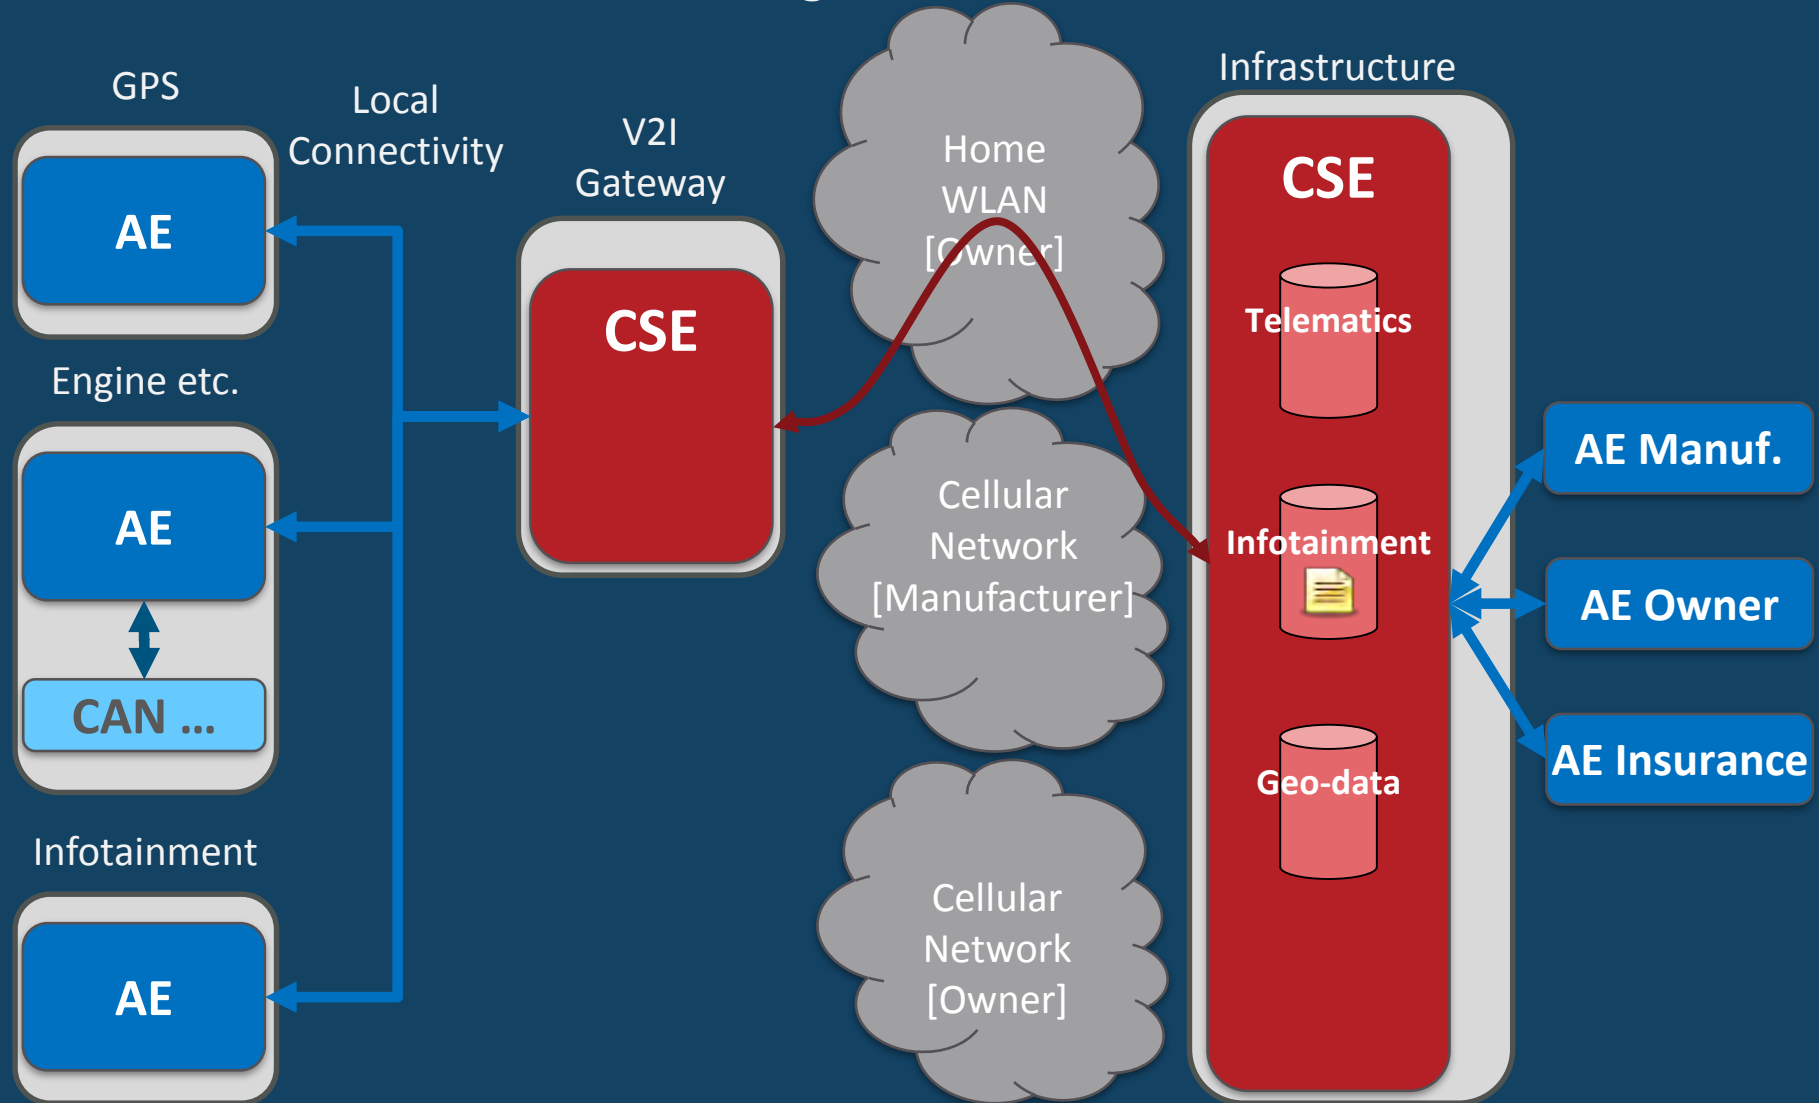 GPS
AE
Local
Connectivity
Engine etc.
AE
CAN ...
Infotainment
AE
V2I
Gateway
CSE
Home
WLAN
[Owner]
Cellular
Network
[Manufacturer]
Cellular
Network
[Owner]
Infrastructure
CSE
Telematics
Infotainment
Geo-data
AE Manuf.
AE Owner
AE Insurance